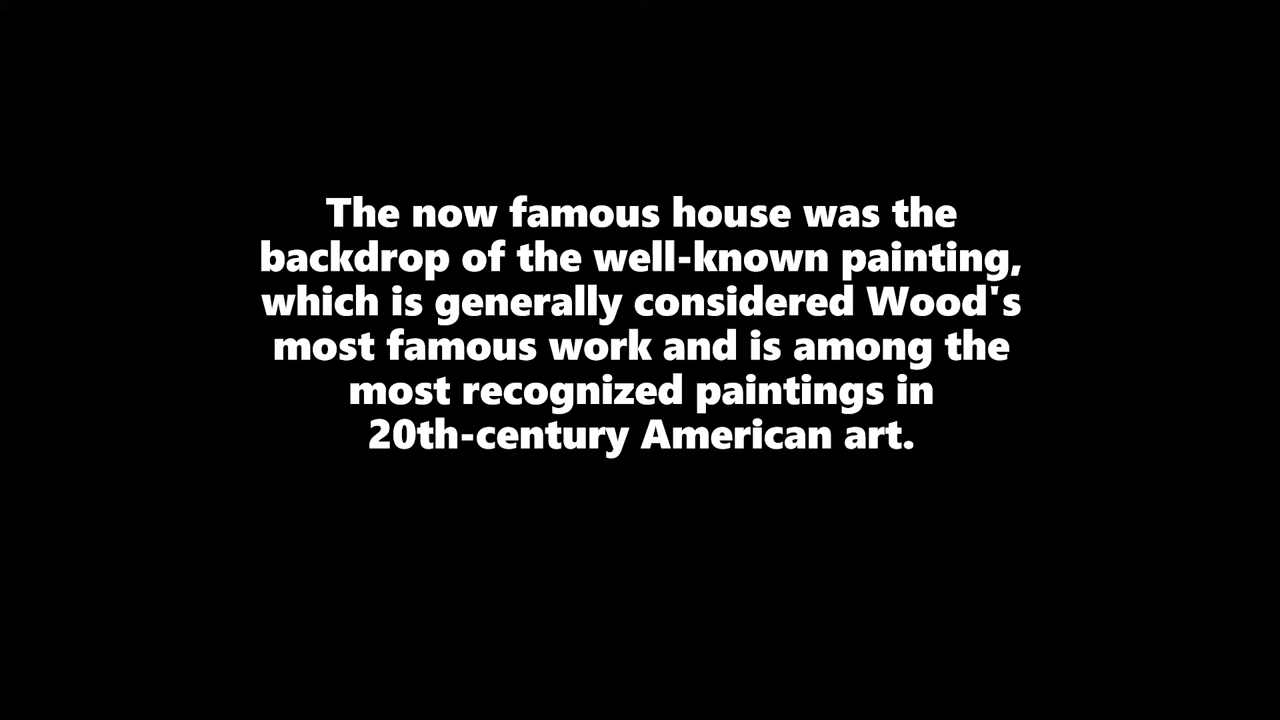 The now famous house was the
backdrop of the well-known painting,
which is generally considered Wood's
most famous work and is among the
most recognized paintings in
20th-century American art.